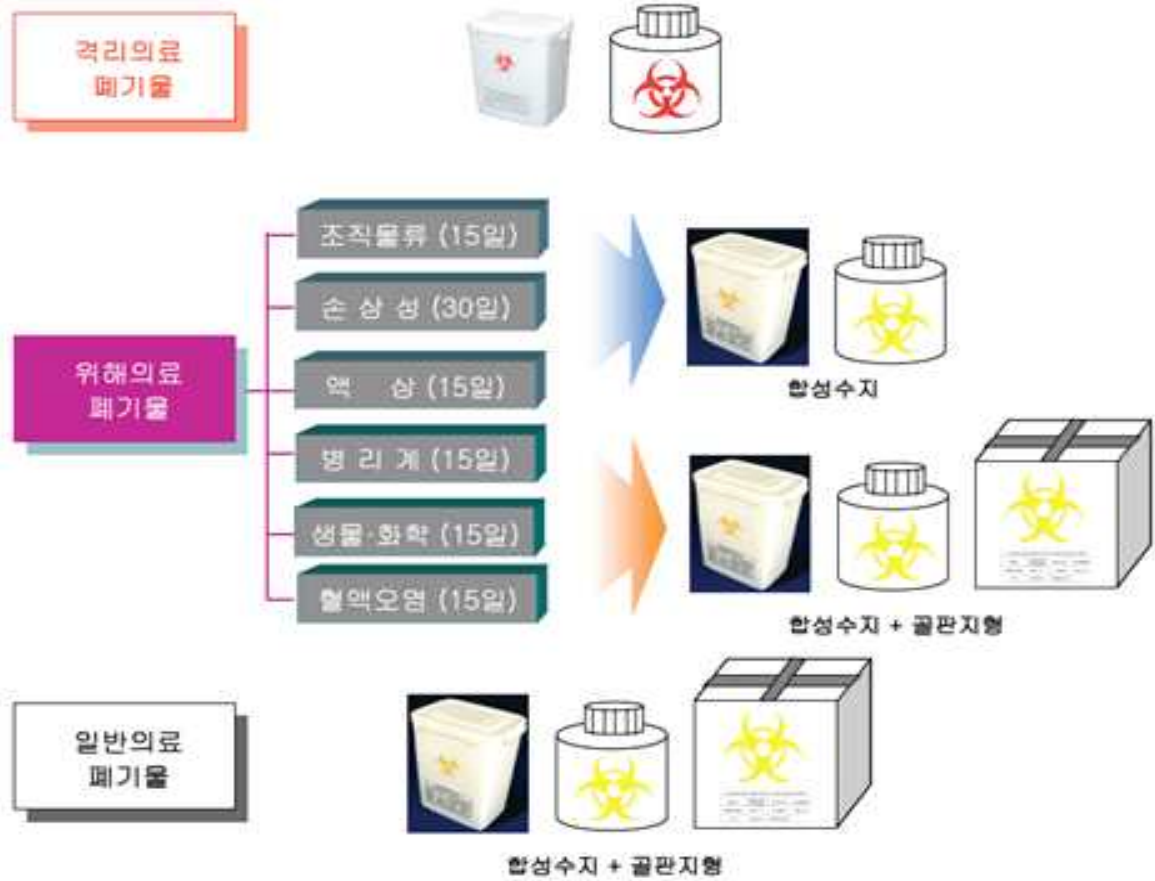 격리의료
폐기물
조직물류 (15일)
손 상 성 (30일)
위해의료
폐기물
액 상 (15일)
합성수지
병 리 계 (15일)
생물·화학 (15일)
혈액오염 (15일)
합성수지 + 골판지형
일반의료
폐기물
합성수지 + 골판지형